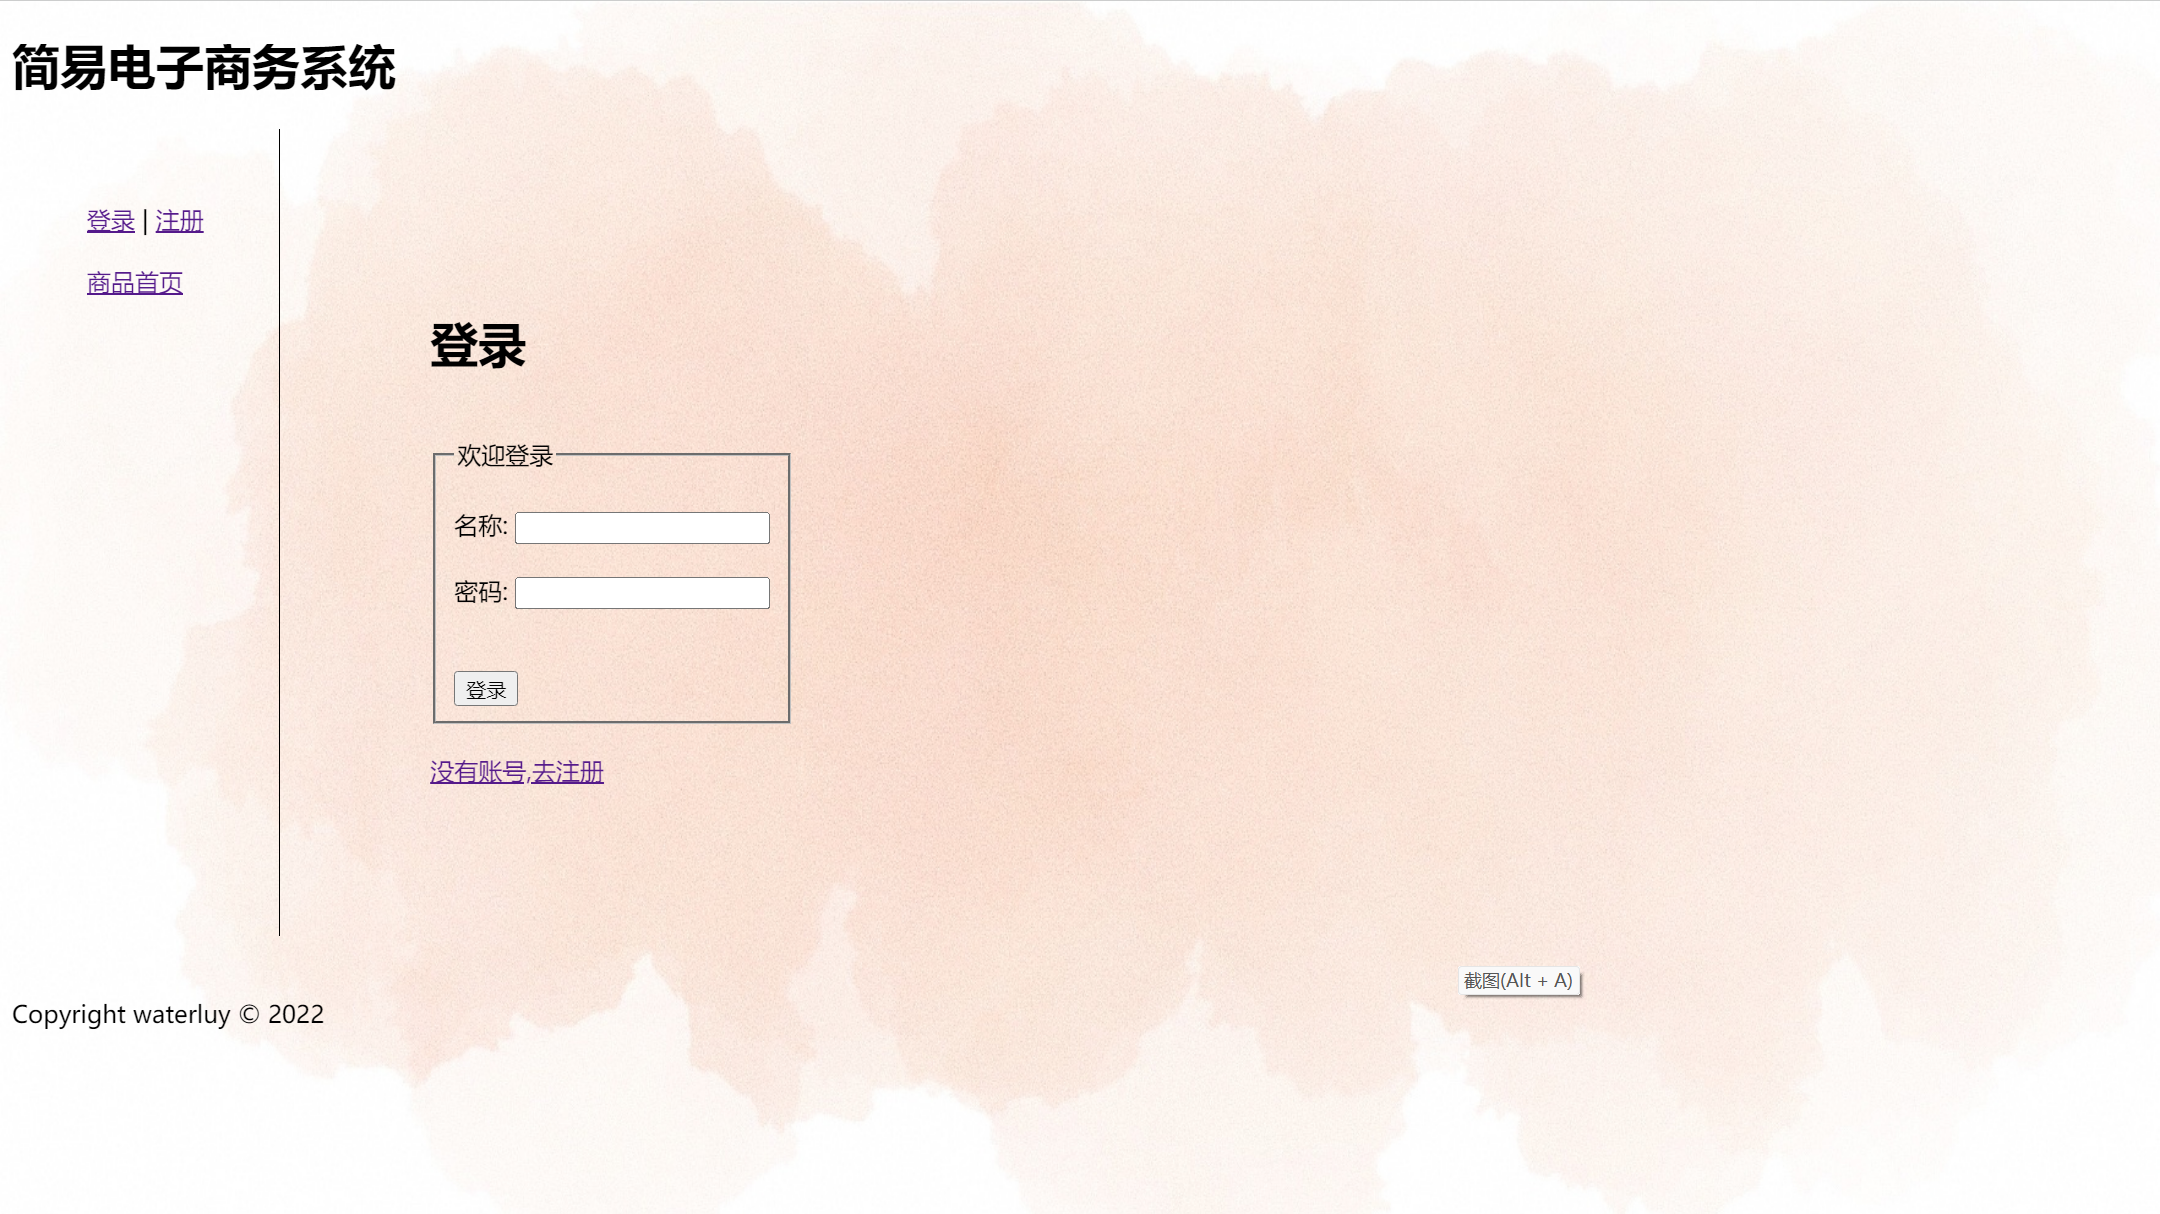 简易电子商务系统
登录 | 注册
商品首页
登录
欢迎登录
名称:
密码:
登录
没有账号,去注册
截图(Alt + A)
Copyright waterluy © 2022